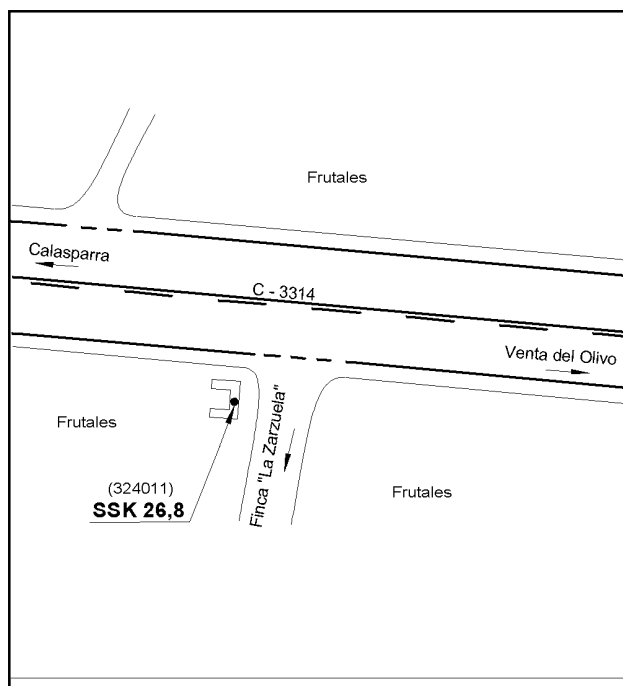 Frutales
Calasparra
C - 3314
Venta del Olivo
Frutales
Finca "La Zarzuela"
(324011)
SSK 26,8
Frutales